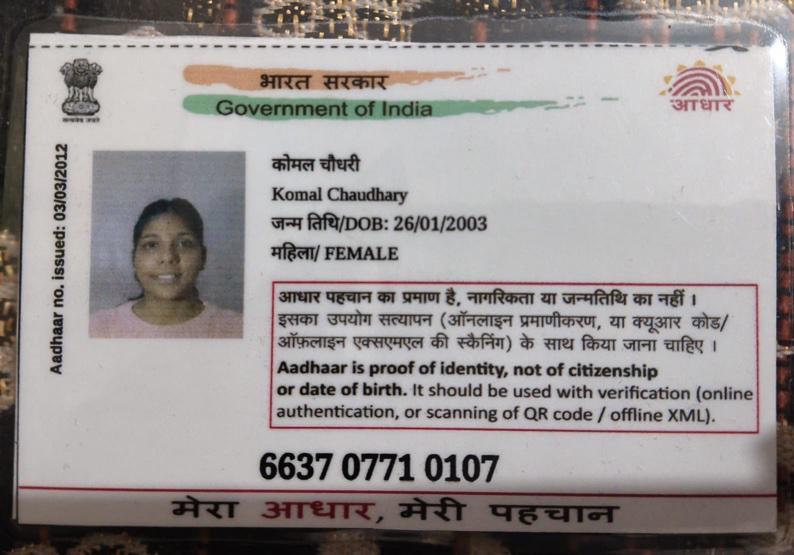 भारत सरकार
Government of India
आधार
Aadhaar no. issued: 03/03/2012
कोमल चौधरी
Komal Chaudhary
जन्म तिथि/DOB: 26/01/2003
महिला/ FEMALE
आधार पहचान का प्रमाण है, नागरिकता या जन्मतिथि का नहीं ।
इसका उपयोग सत्यापन (ऑनलाइन प्रमाणीकरण, या क्यूआर कोड/
ऑफ़लाइन एक्सएमएल की स्कैनिंग) के साथ किया जाना चाहिए ।
Aadhaar is proof of identity, not of citizenship
or date of birth. It should be used with verification (online
authentication, or scanning of QR code / offline XML).
6637 0771 0107
मेरा आधार, मेरी पहचान